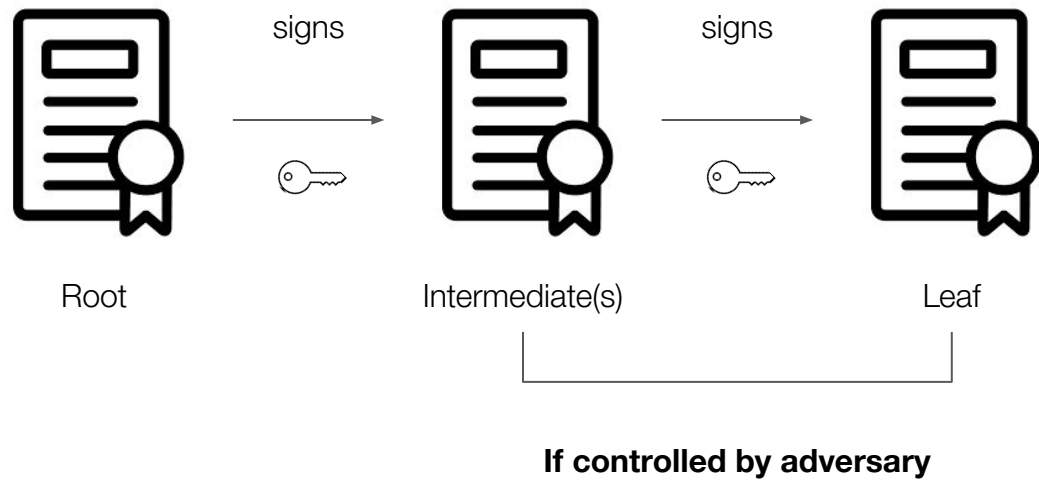 signs
signs
Root
Intermediate(s)
Leaf
If controlled by adversary